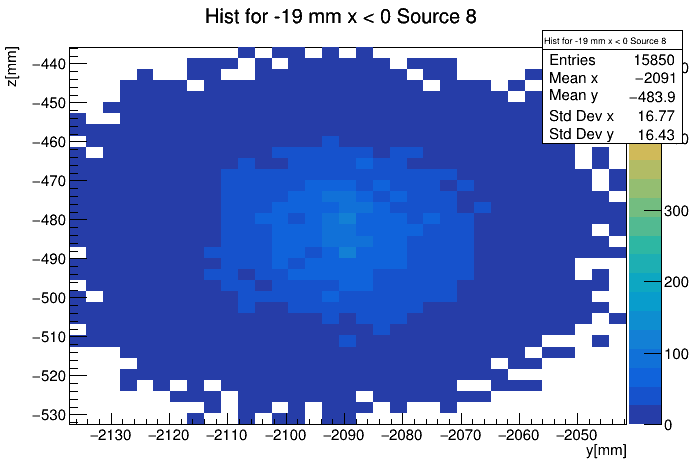 Hist for -19 mm x < 0 Source 8
z[mm]
Hist for -19 mm x < 0 Source 8
Entries 15850
Mean x −2091
Mean y −483.9
Std Dev x 16.77
Std Dev y 16.43
−440
−450
−460
−470
−480
−490
−500
−510
−520
−530
0
0
300
200
100
0
−2130 −2120 −2110 −2100 −2090 −2080 −2070 −2060 −2050
y[mm]